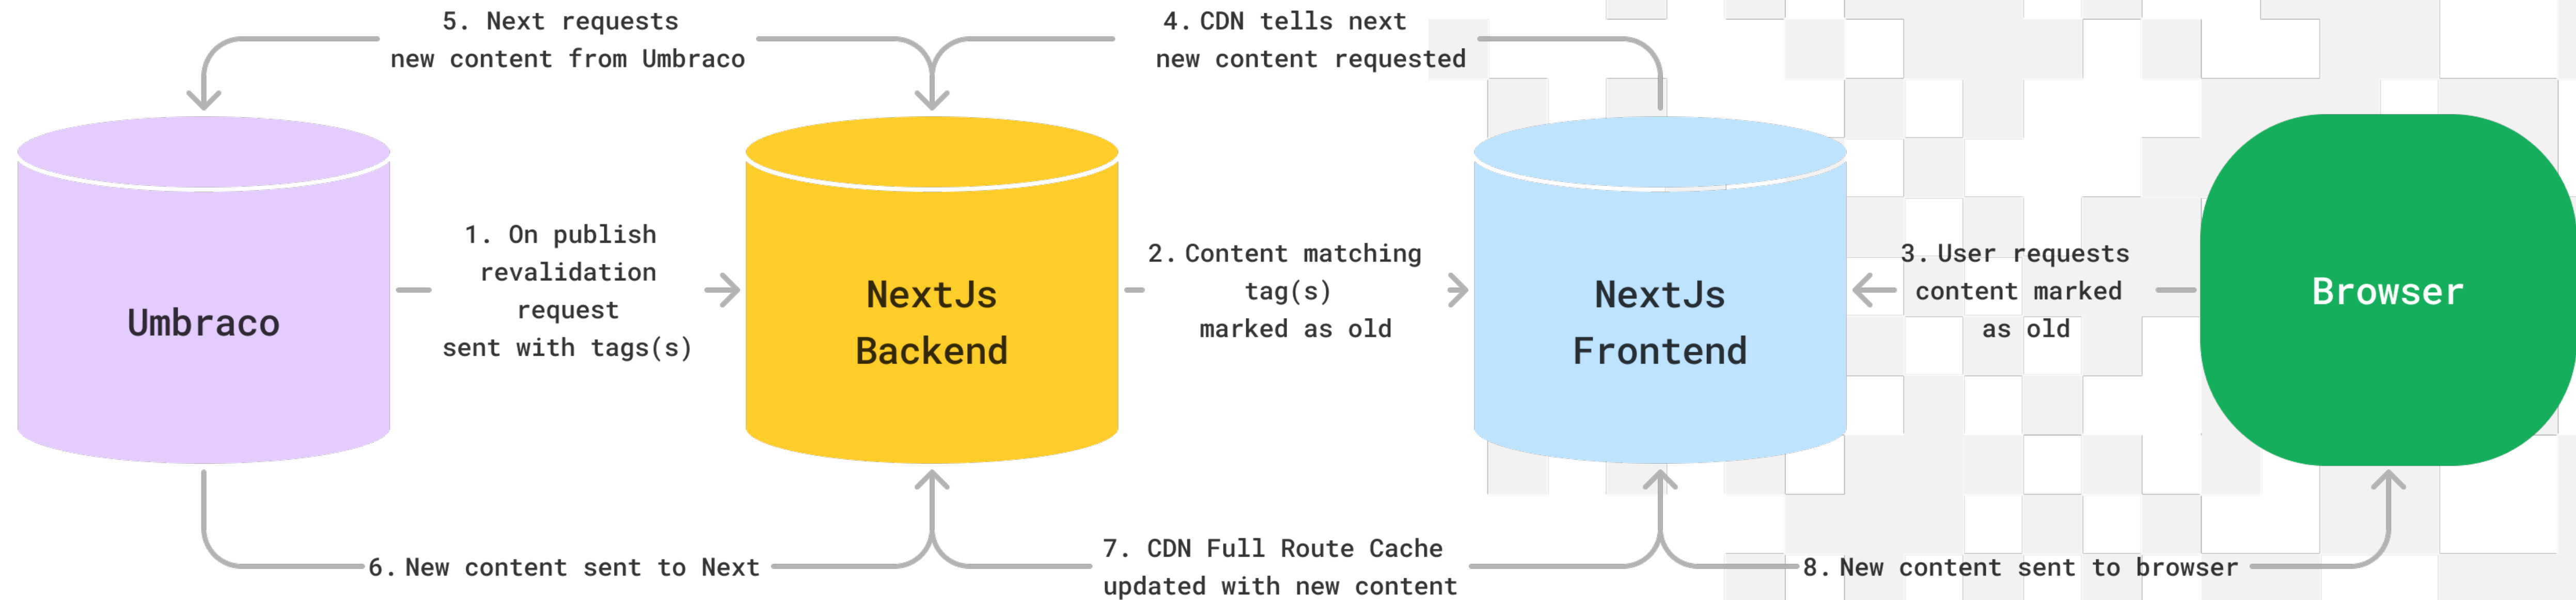 5. Next requests
new content from Umbraco
4. CDN tells next
new content requested
Umbraco
1. On publish
revalidation
request
sent with tags(s)
NextJs
Backend
2. Content matching
tag(s)
marked as old
NextJs
Frontend
3. User requests
content marked
as old
Browser
6. New content sent to Next
7. CDN Full Route Cache
updated with new content
8. New content sent to browser